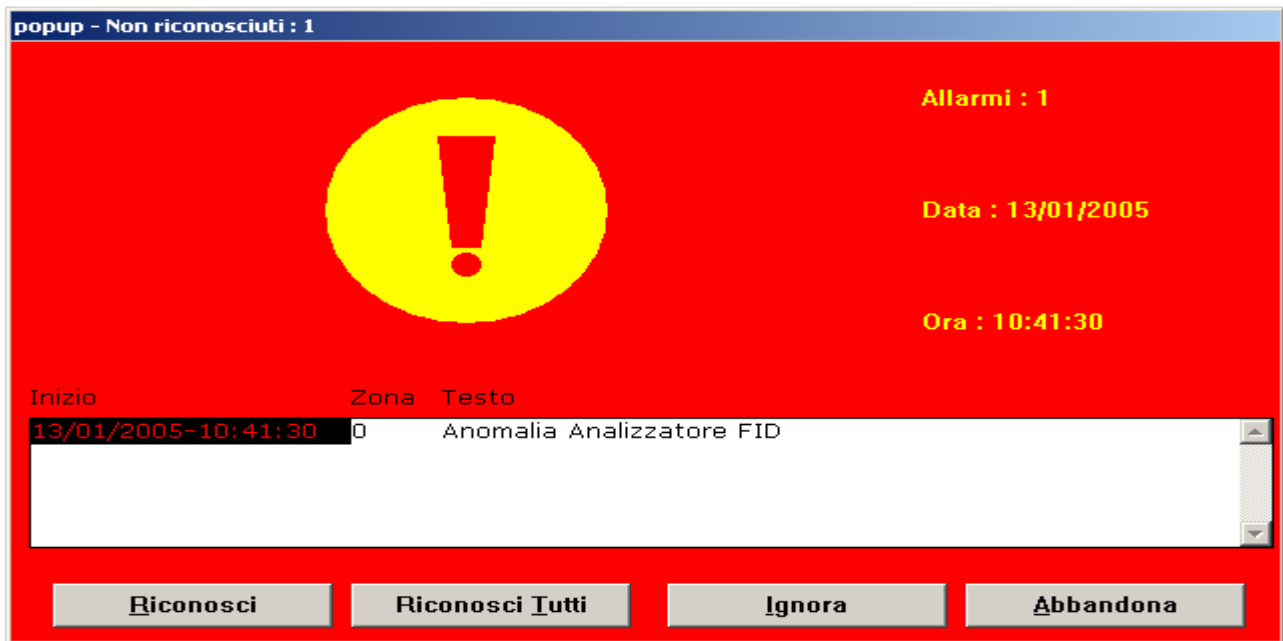 popup - Non riconosciuti : 1
Allarmi : 1
Data : 13/01/2005
Ora : 10:41:30
Inizio Zona Testo
13/01/2005-10:41:30 0 Anomalia Analizzatore FID
Riconosci Riconosci Tutti Ignora Abbandona